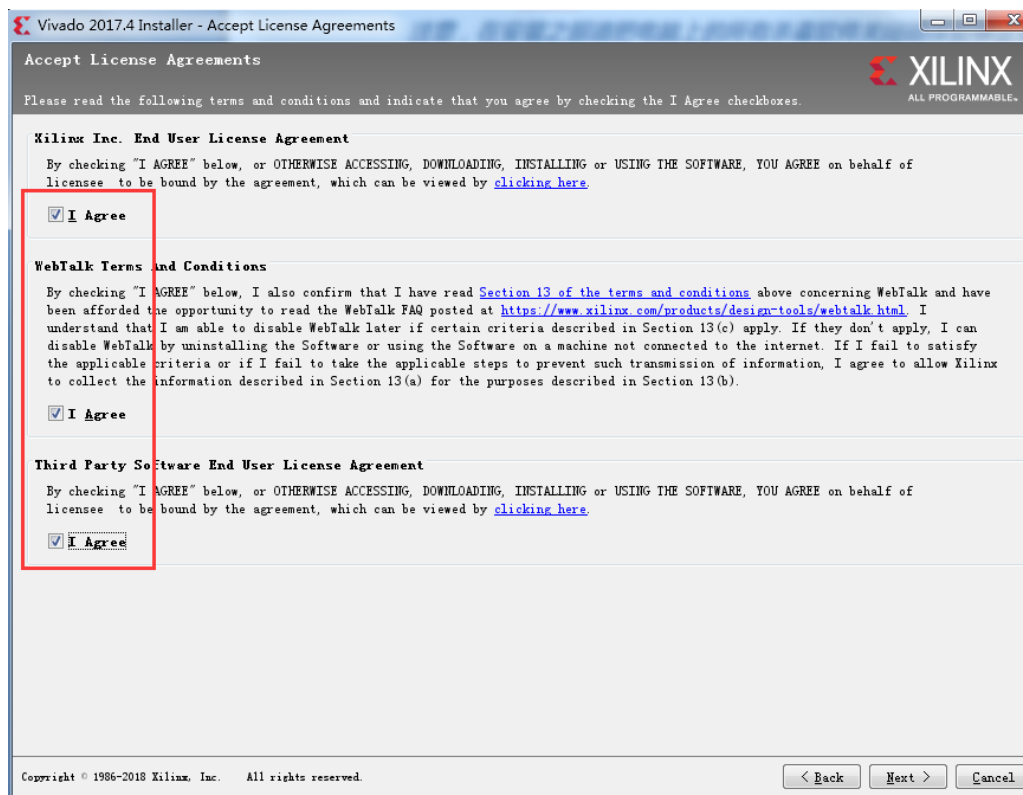 Vivado 2017.4 Installer - Accept License Agreements
Accept License Agreements
XILINX
ALL PROGRAMMABLE.
Please read the following terms and conditions and indicate that you agree by checking the I Agree checkboxes.
Xilinx Inc. End User License Agreement
By checking "I AGREE" below, or OTHERWISE ACCESSING, DOWNLOADING, INSTALLING or USING THE SOFTWARE, YOU AGREE on behalf of
licensee to be bound by the agreement, which can be viewed by clicking here.
I Agree
WebTalk Terms And Conditions
By checking "I AGREE" below, I also confirm that I have read Section 13 of the terms and conditions above concerning WebTalk and have
been afforded the opportunity to read the WebTalk FAQ posted at https://www.xilinx.com/products/design-tools/webtalk.html. I
understand that I am able to disable WebTalk later if certain criteria described in Section 13(c) apply. If they don't apply, I can
disable WebTalk by uninstalling the Software or using the Software on a machine not connected to the internet. If I fail to satisfy
the applicable criteria or if I fail to take the applicable steps to prevent such transmission of information, I agree to allow Xilinx
to collect the information described in Section 13(a) for the purposes described in Section 13(b).
I Agree
Third Party Software End User License Agreement
By checking "I AGREE" below, or OTHERWISE ACCESSING, DOWNLOADING, INSTALLING or USING THE SOFTWARE, YOU AGREE on behalf of
licensee to be bound by the agreement, which can be viewed by clicking here.
I Agree
Copyright © 1986-2018 Xilinx, Inc. All rights reserved.
< Back
Next >
Cancel